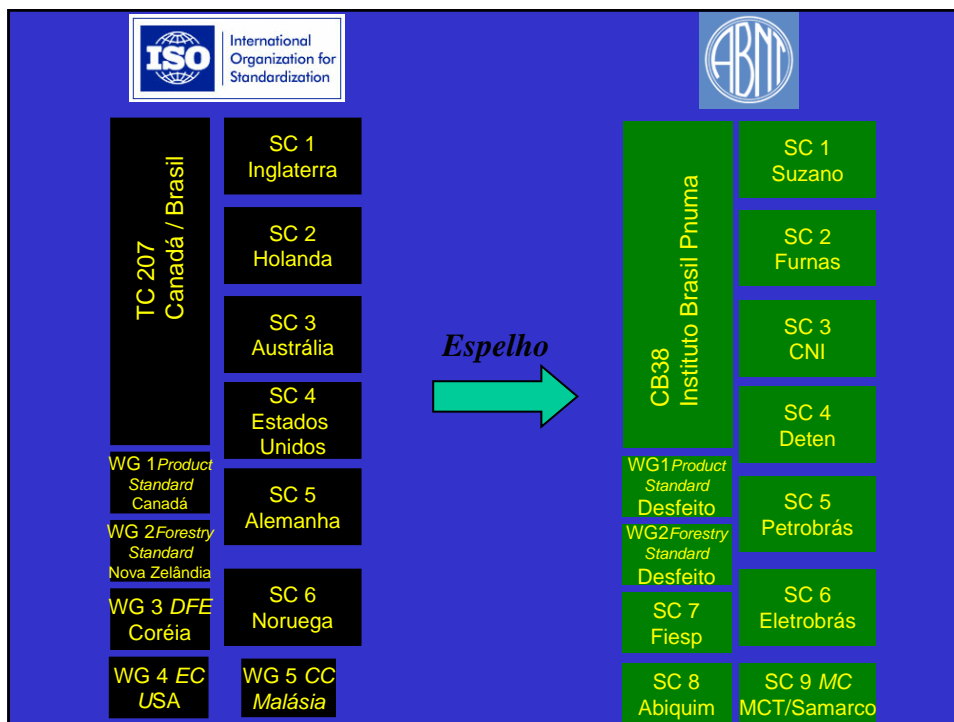 ISO
International
Organization for
Standardization
ABNT
TC 207
Canadá / Brasil
SC 1
Inglaterra
SC 2
Holanda
SC 3
Austrália
SC 4
Estados
Unidos
SC 5
Alemanha
SC 6
Noruega
WG 1 Product
Standard
Canadá
WG 2 Forestry
Standard
Nova Zelândia
WG 3 DFE
Coréia
WG 4 EC
USA
WG 5 CC
Malásia
Espelho
CB38
Instituto Brasil Pnuma
SC 1
Suzano
SC 2
Furnas
SC 3
CNI
SC 4
Deten
SC 5
Petrobrás
SC 6
Eletrobrás
WG1 Product
Standard
Desfeito
WG2 Forestry
Standard
Desfeito
SC 7
Fiesp
SC 8
Abiquim
SC 9 MC
MCT/Samarco